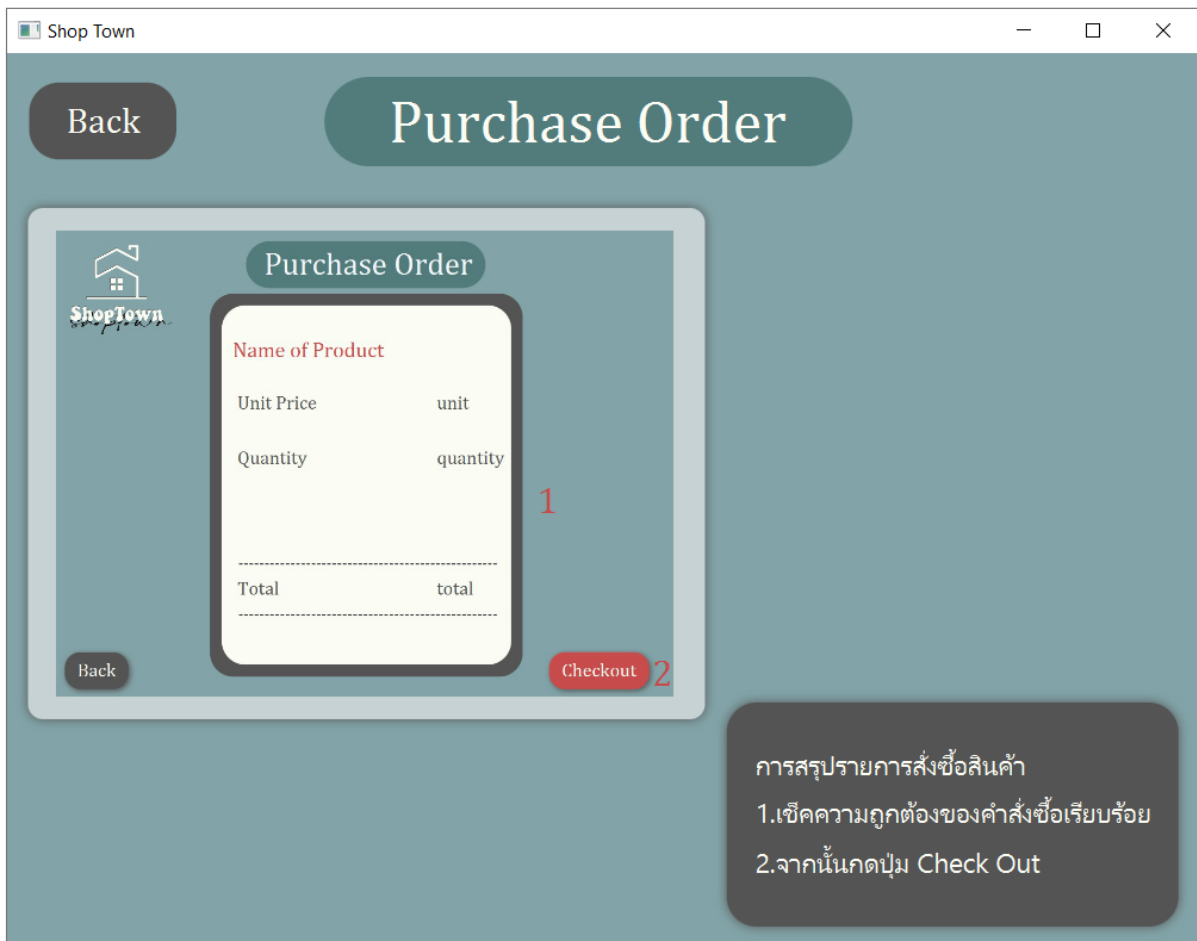 Shop Town
Back
Purchase Order
Purchase Order
ShopTown
shoptown
Name of Product
Unit Price unit
Quantity quantity
1
Total total
Back
Checkout 2
การสรุปรายการสั่งซื้อสินค้า
1.เช็คความถูกต้องของคำสั่งซื้อเรียบร้อย
2.จากนั้นกดปุ่ม Check Out